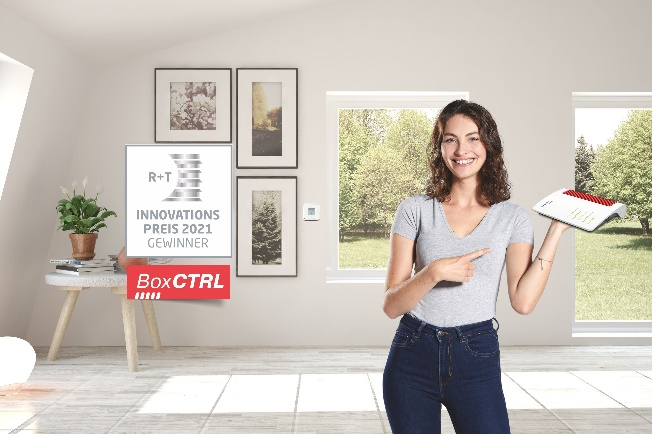 R+T
INNOVATIONS
PREIS 2021
GEWINNER
BoxCTRL